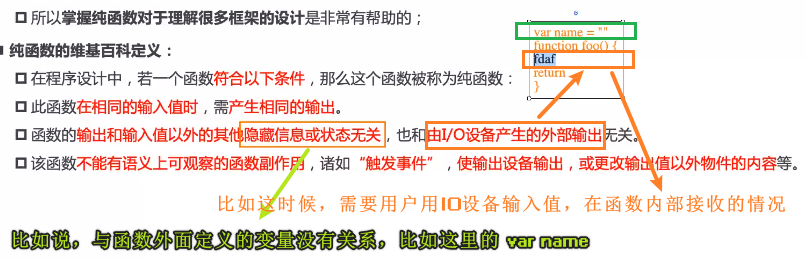 所以掌握纯函数对于理解很多框架的设计是非常有帮助的；
纯函数的维基百科定义：
在程序设计中，若一个函数符合以下条件，那么这个函数被称为纯函数：
此函数在相同的输入值时，需产生相同的输出。
函数的输出和输入值以外的其他隐藏信息或状态无关，也和由I/O设备产生的外部输出无关。
该函数不能有语义上可观察的函数副作用，诸如“触发事件”，使输出设备输出，或更改输出值以外物件的内容等。
var name = ""
function foo() {
fdaf
return
}
比如这时候，需要用户用IO设备输入值，在函数内部接收的情况
比如说，与函数外面定义的变量没有关系，比如这里的 var name